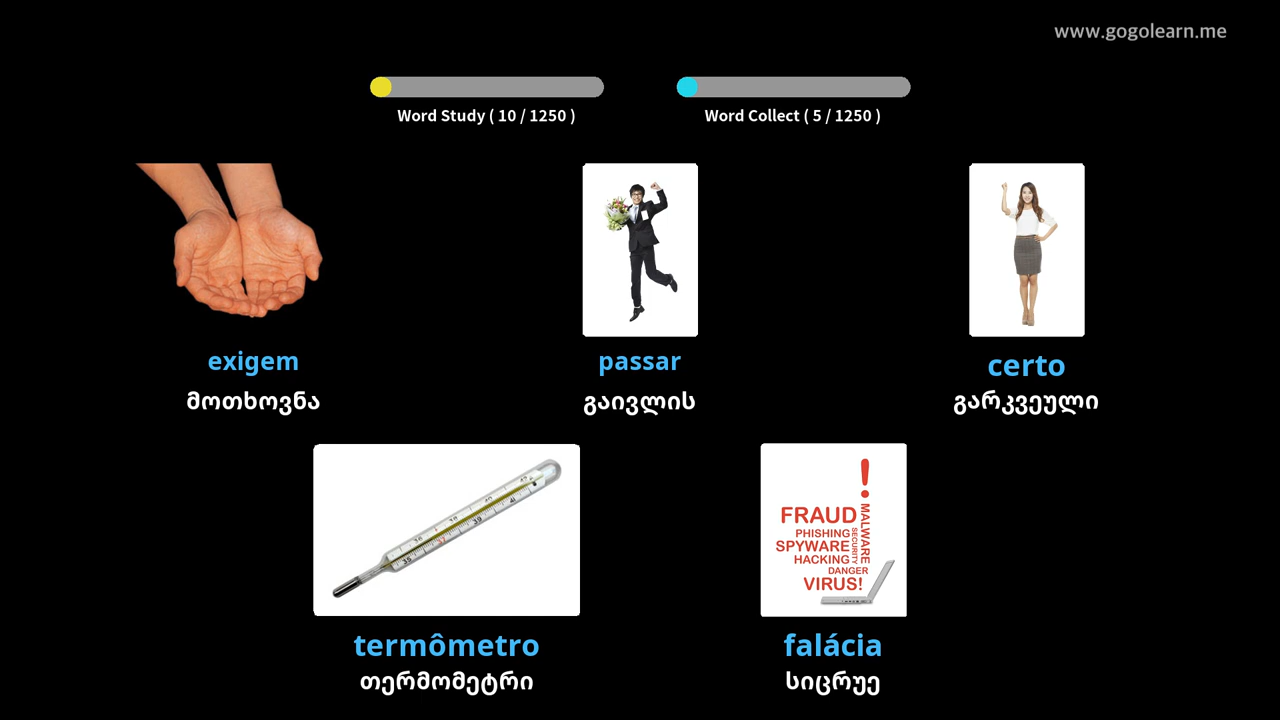 www.gogolearn.me
Word Study ( 10 / 1250 )
Word Collect ( 5 / 1250 )
exigem
passar
certo
მოთხოვნა
გაივლის
გარკვეული
FRAUD
PHISHING
SPYWARE
HACKING
DANGER
VIRUS!
SECURITY
MALWARE
!
termômetro
falácia
თერმომეტრი
სიცრუე